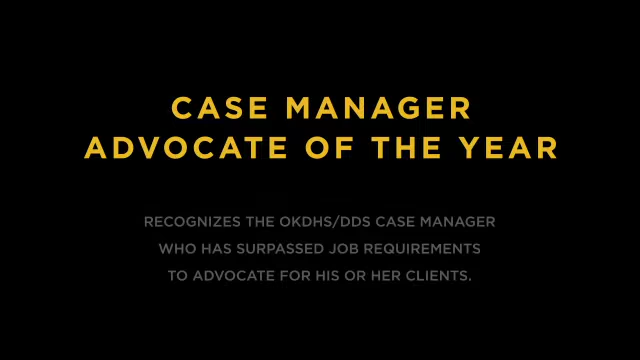 CASE MANAGER
ADVOCATE OF THE YEAR
RECOGNIZES THE OKDHS/DDS CASE MANAGER
WHO HAS SURPASSED JOB REQUIREMENTS
TO ADVOCATE FOR HIS OR HER CLIENTS.